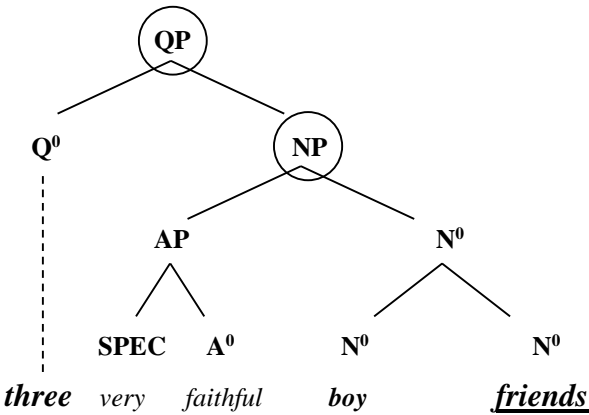 QP
Q⁰ NP
AP N⁰
SPEC A⁰ N⁰ N⁰
three very faithful boy friends